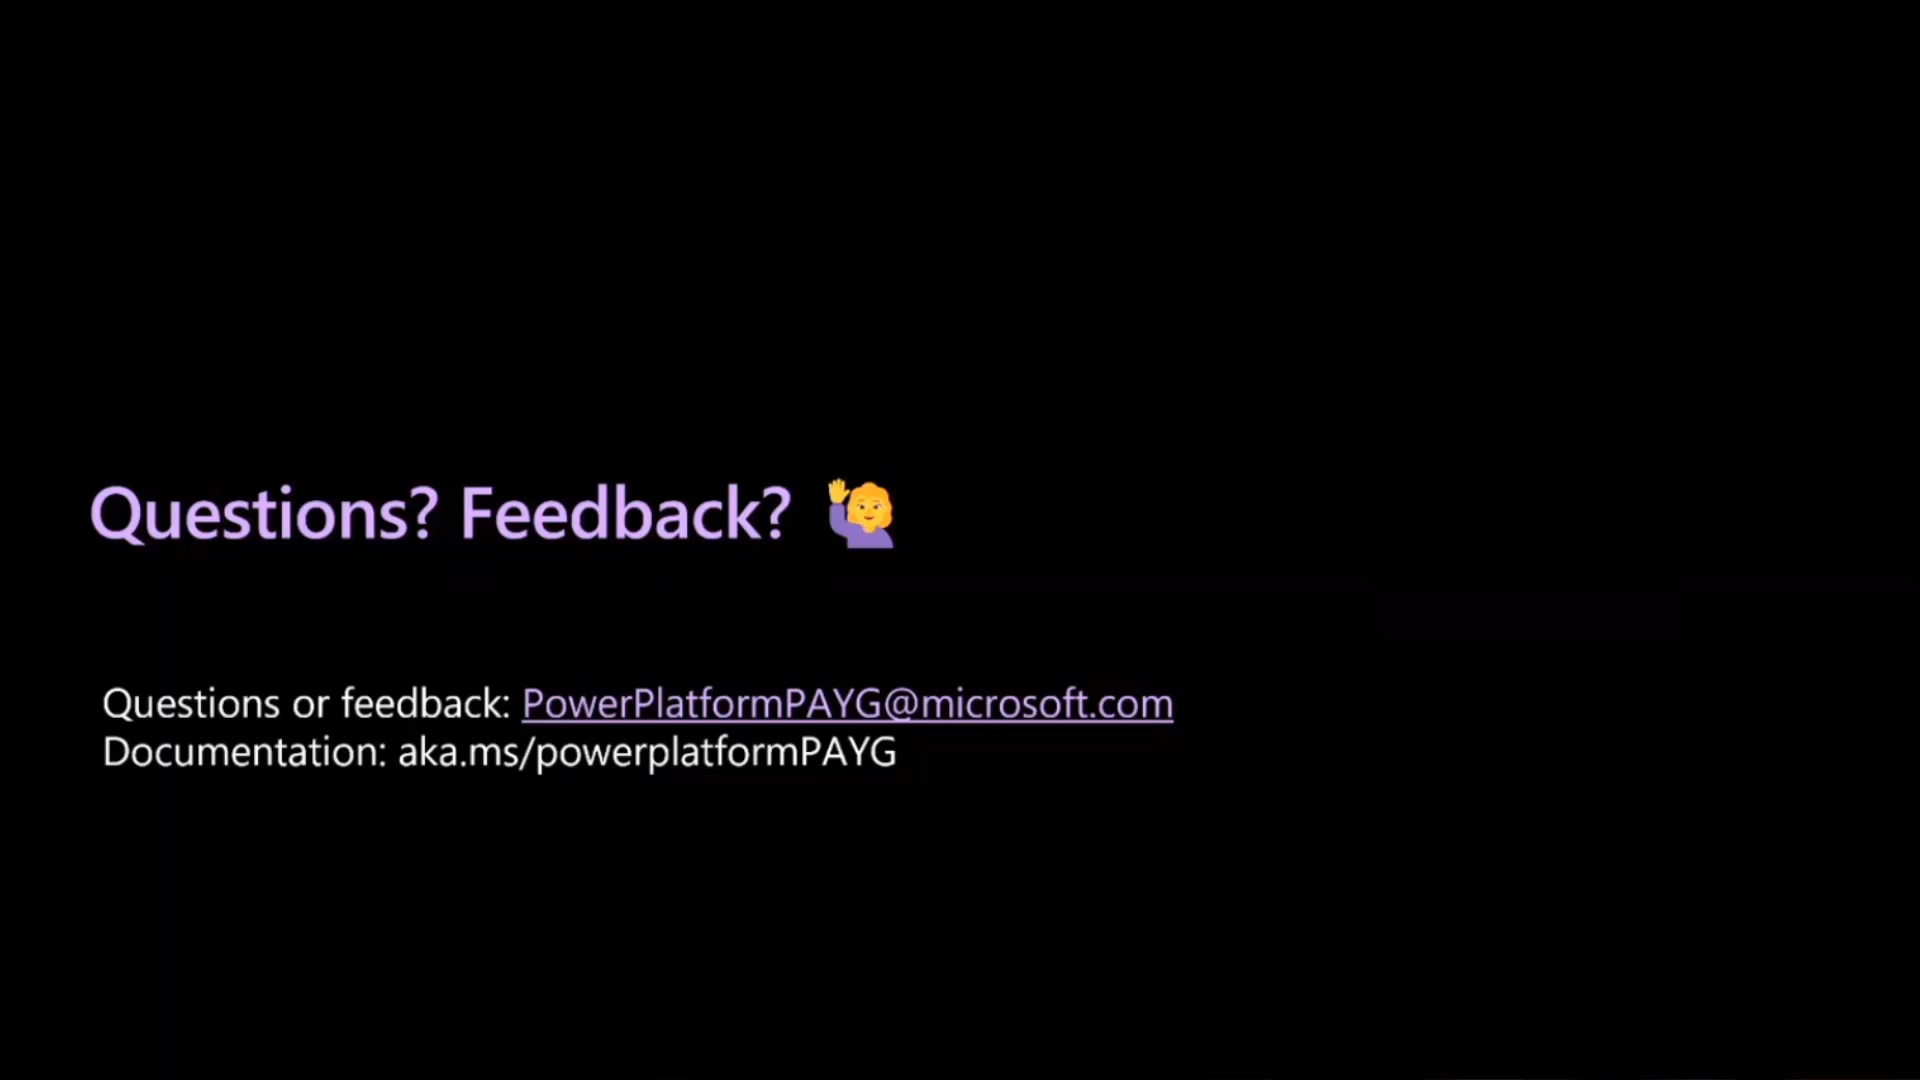 Questions? Feedback? 🙋‍♀️
Questions or feedback: PowerPlatformPAYG@microsoft.com
Documentation: aka.ms/powerplatformPAYG